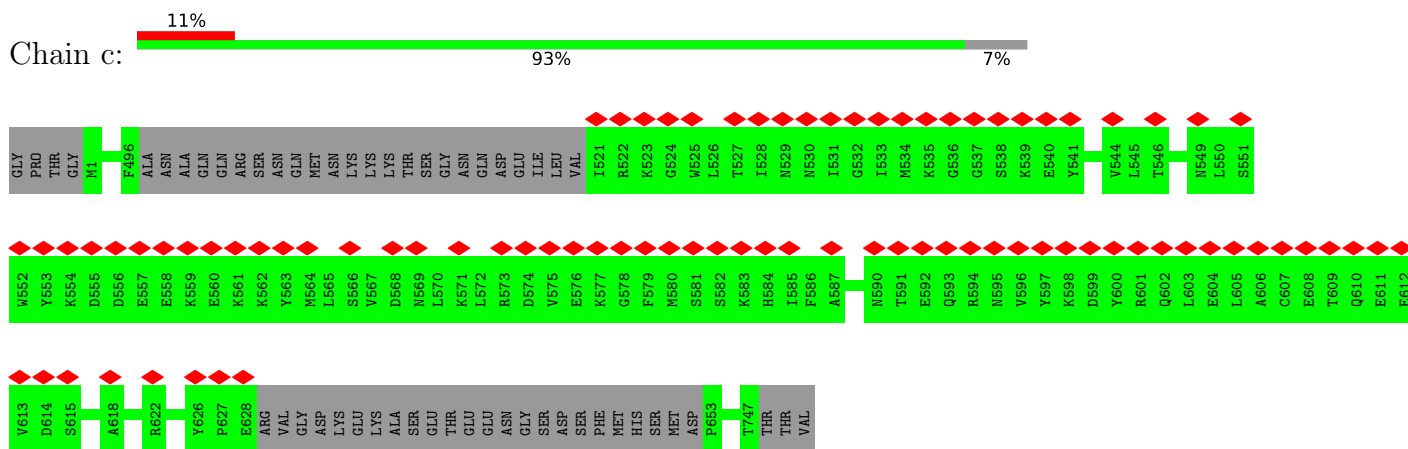 11%
Chain c:
93%
7%
GLY PRO THR GLY M1 F496 ALA ASN ALA GLN GLN ARG SER ASN GLN MET ASN LYS LYS LYS THR SER GLY ASN GLN ASP GLU ILE LEU VAL I521 R522 K523 G524 W525 L526 T527 I528 N529 N530 I531 G532 I533 M534 K535 G536 G537 S538 K539 E540 Y541 V544 L545 T546 N549 L550 S551
W552 Y553 K554 D555 D556 E557 E558 K559 E560 K561 K562 Y563 M564 L565 S566 V567 D568 N569 L570 K571 L572 R573 D574 V575 E576 K577 G578 F579 M580 S581 S582 K583 H584 I585 F586 A587 N590 T591 E592 Q593 R594 N595 V596 Y597 K598 D599 Y600 R601 Q602 L603 E604 L605 A606 C607 E608 T609 Q610 E611 E612
V613 D614 S615 A618 R622 Y626 P627 E628 ARG VAL GLY ASP LYS GLU LYS ALA SER GLU THR GLU GLU ASN GLY SER ASP SER PHE MET HIS SER MET ASP P653 T747 THR THR VAL